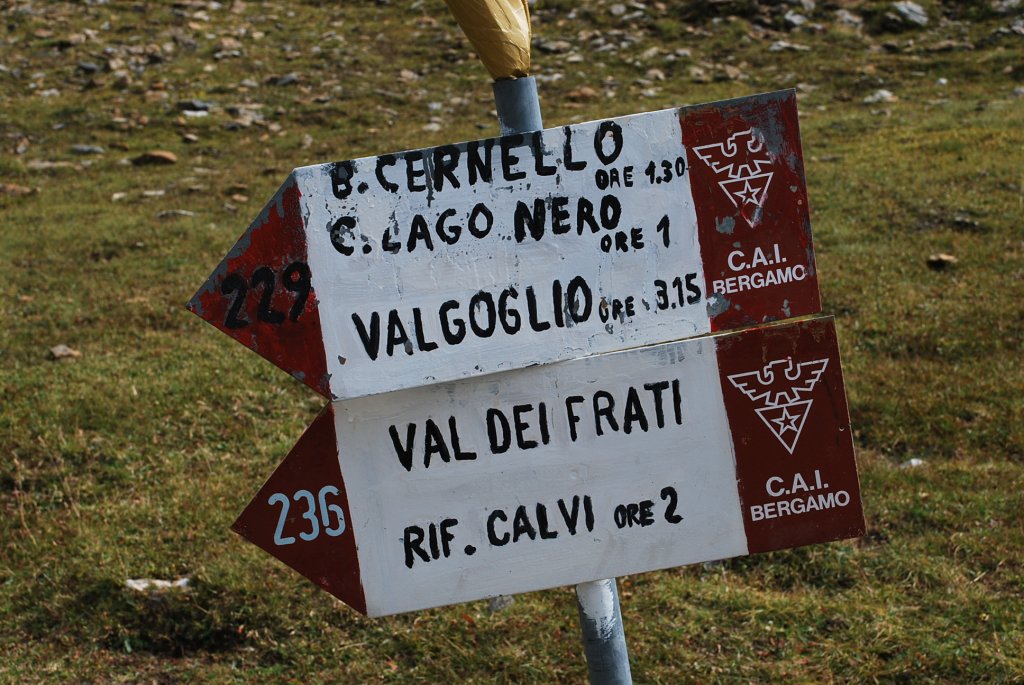 B. CERNELLO ORE 1.30
C. LAGO NERO ORE 1
229
VALGOGLIO ORE 3.15
C.A.I.
BERGAMO
VAL DEI FRATI
236
RIF. CALVI ORE 2
C.A.I.
BERGAMO